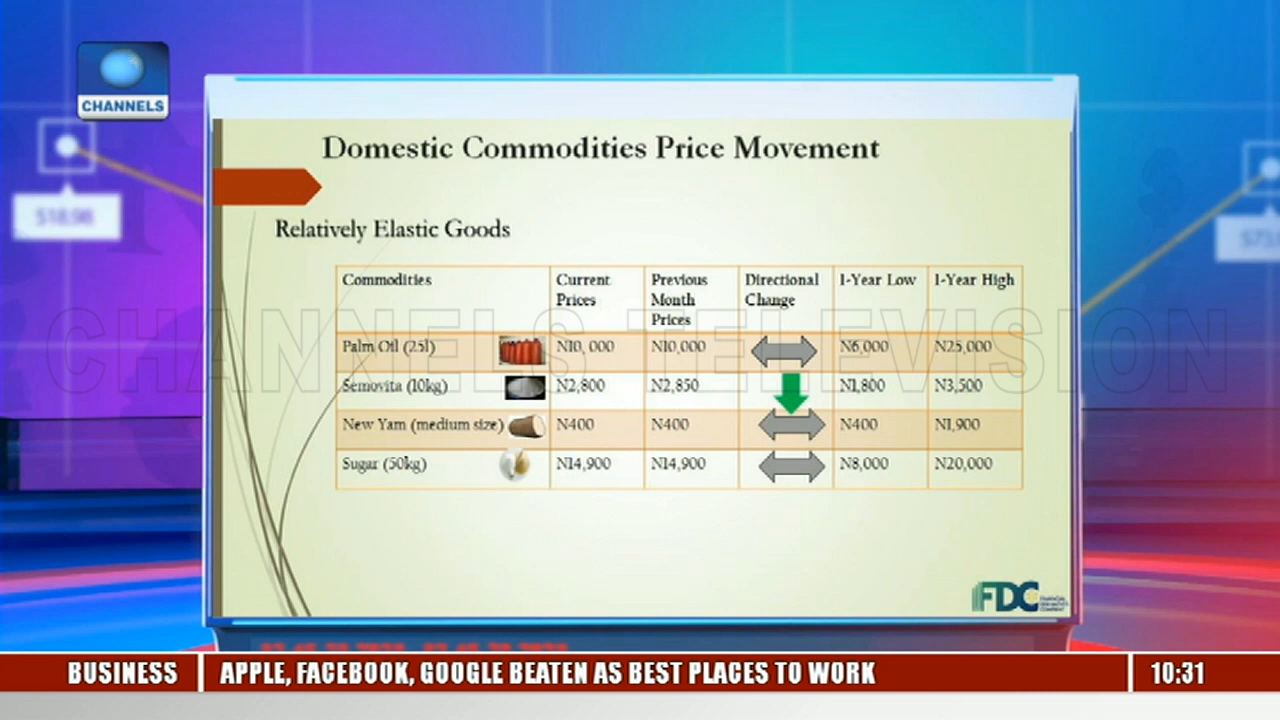 CHANNELS
Domestic Commodities Price Movement
Relatively Elastic Goods
Commodities Current Prices Previous Month Prices Directional Change 1-Year Low 1-Year High
Palm Oil (25l) N10, 000 N10,000 N6,000 N25,000
Semovita (10kg) N2,800 N2,850 N1,800 N3,500
New Yam (medium size) N400 N400 N400 N1,900
Sugar (50kg) N14,900 N14,900 N8,000 N20,000
CHANNELS TELEVISION
FDC
BUSINESS APPLE, FACEBOOK, GOOGLE BEATEN AS BEST PLACES TO WORK 10:31